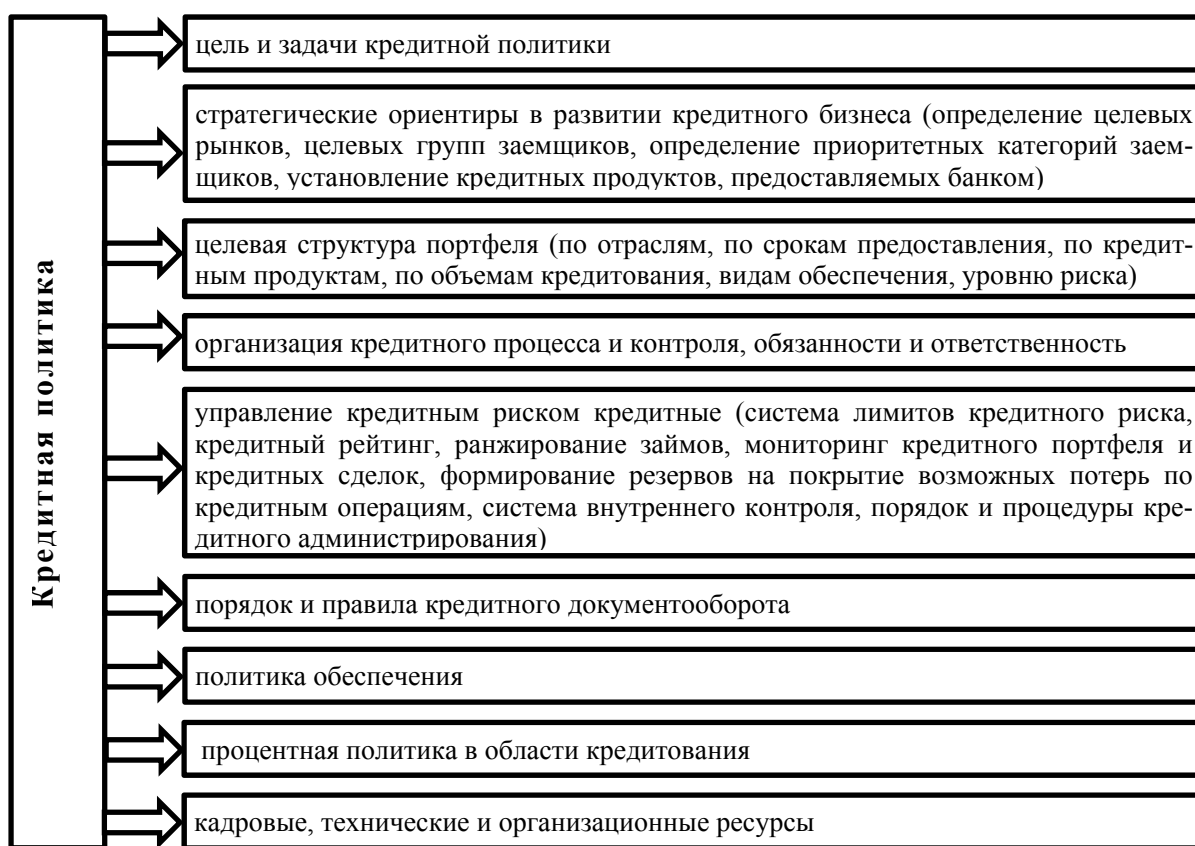 Кредитная политика
цель и задачи кредитной политики
стратегические ориентиры в развитии кредитного бизнеса (определение целевых
рынков, целевых групп заемщиков, определение приоритетных категорий заем-
щиков, установление кредитных продуктов, предоставляемых банком)
целевая структура портфеля (по отраслям, по срокам предоставления, по кредит-
ным продуктам, по объемам кредитования, видам обеспечения, уровню риска)
организация кредитного процесса и контроля, обязанности и ответственность
управление кредитным риском кредитные (система лимитов кредитного риска,
кредитный рейтинг, ранжирование займов, мониторинг кредитного портфеля и
кредитных сделок, формирование резервов на покрытие возможных потерь по
кредитным операциям, система внутреннего контроля, порядок и процедуры кре-
дитного администрирования)
порядок и правила кредитного документооборота
политика обеспечения
процентная политика в области кредитования
кадровые, технические и организационные ресурсы